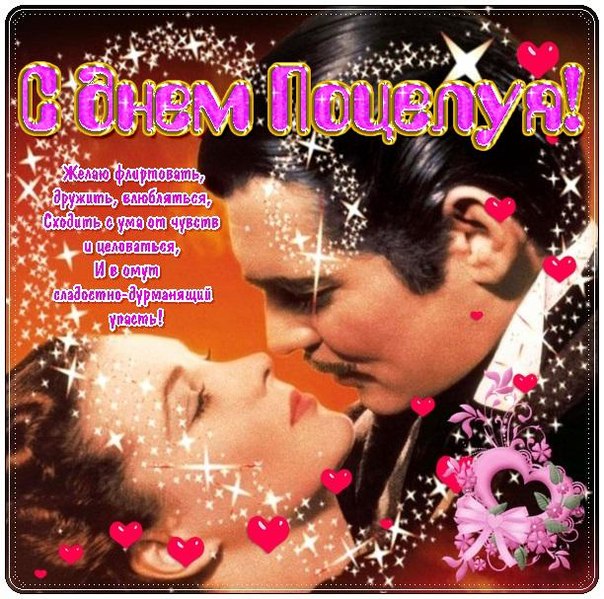 С днем Поцелуя!
Желаю флиртовать,
дружить, влюбляться,
Сходить с ума от чувств
и целоваться,
И в омут
сладостно-дурманящий
упасть!